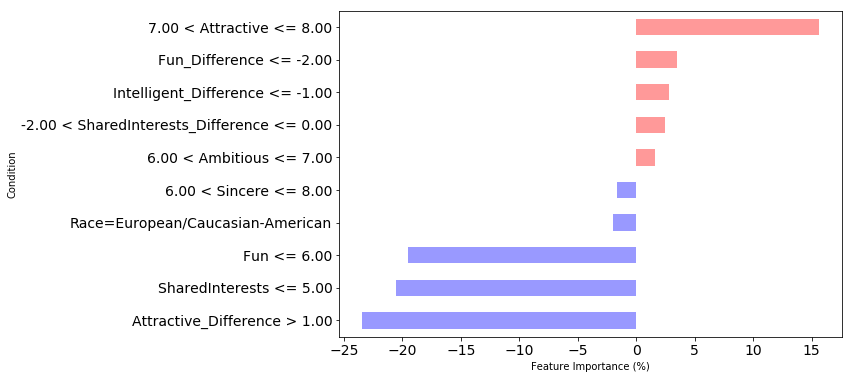 7.00 < Attractive <= 8.00
Fun_Difference <= -2.00
Intelligent_Difference <= -1.00
-2.00 < SharedInterests_Difference <= 0.00
6.00 < Ambitious <= 7.00
6.00 < Sincere <= 8.00
Race=European/Caucasian-American
Fun <= 6.00
SharedInterests <= 5.00
Attractive_Difference > 1.00
Condition
−25 −20 −15 −10 −5 0 5 10 15
Feature Importance (%)